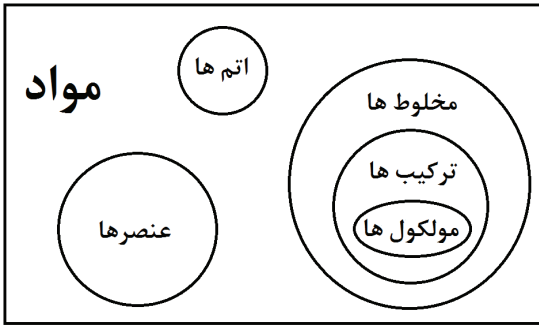 مواد
اتم ها
مخلوط ها
ترکیب ها
مولکول ها
عنصرها